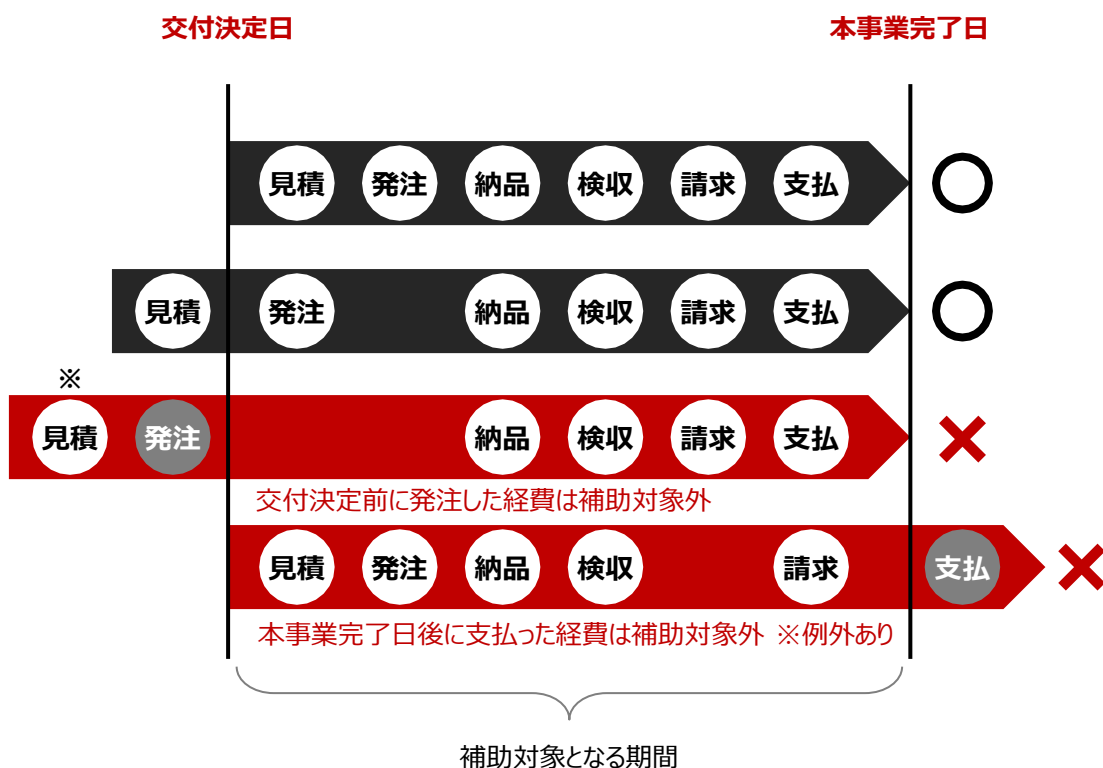 交付決定日 本事業完了日
見積 発注 納品 検収 請求 支払
見積 発注 納品 検収 請求 支払
※
見積 発注 納品 検収 請求 支払
交付決定前に発注した経費は補助対象外
見積 発注 納品 検収 請求 支払
本事業完了日後に支払った経費は補助対象外 ※例外あり
補助対象となる期間